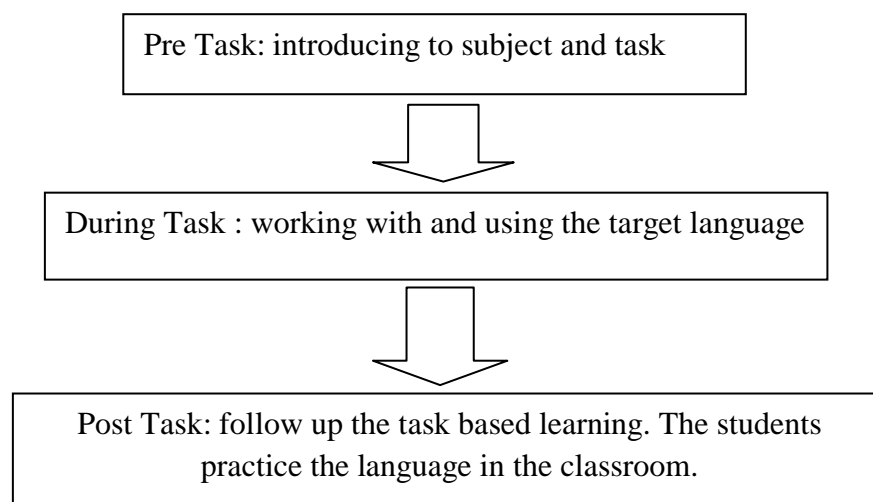 Pre Task: introducing to subject and task
During Task : working with and using the target language
Post Task: follow up the task based learning. The students
practice the language in the classroom.